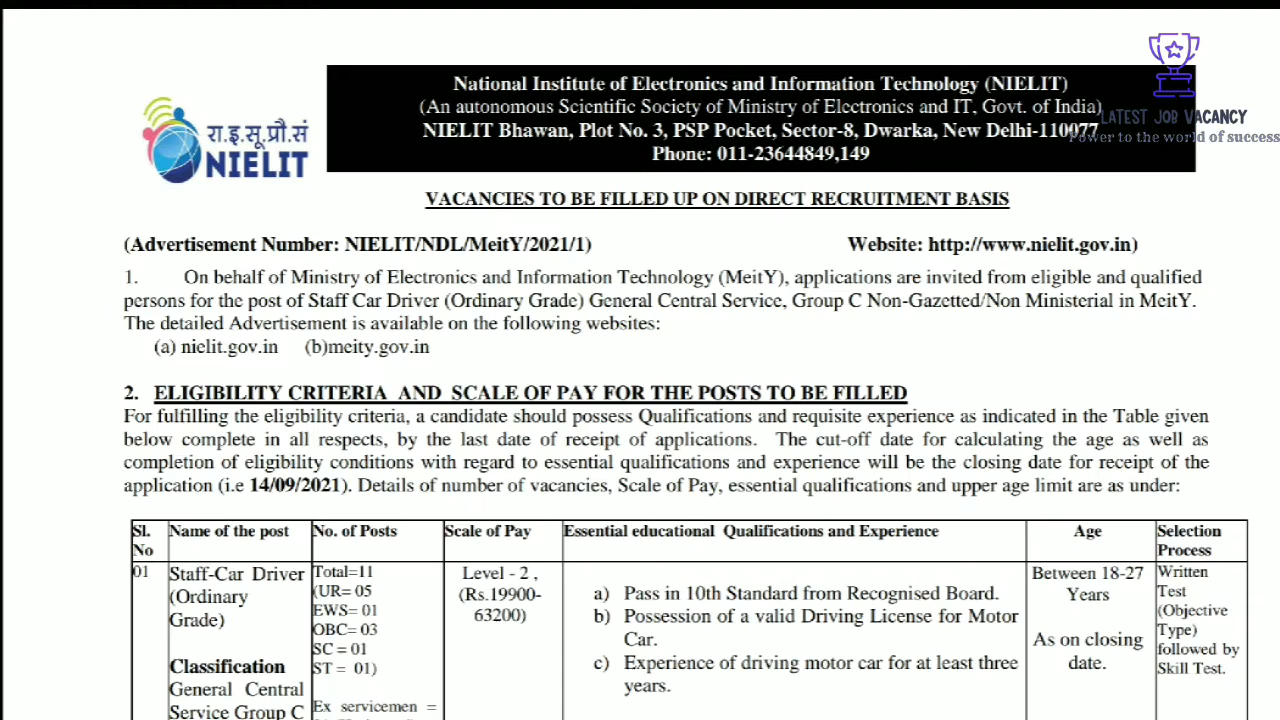 National Institute of Electronics and Information Technology (NIELIT)
(An autonomous Scientific Society of Ministry of Electronics and IT, Govt. of India)
NIELIT Bhawan, Plot No. 3, PSP Pocket, Sector-8, Dwarka, New Delhi-110077
Phone: 011-23644849,149
LATEST JOB VACANCY
Power to the world of success
रा.इ.सू.प्रौ.सं
NIELIT
VACANCIES TO BE FILLED UP ON DIRECT RECRUITMENT BASIS
(Advertisement Number: NIELIT/NDL/MeitY/2021/1) Website: http://www.nielit.gov.in)
1. On behalf of Ministry of Electronics and Information Technology (MeitY), applications are invited from eligible and qualified
persons for the post of Staff Car Driver (Ordinary Grade) General Central Service, Group C Non-Gazetted/Non Ministerial in MeitY.
The detailed Advertisement is available on the following websites:
(a) nielit.gov.in (b)meity.gov.in
2. ELIGIBILITY CRITERIA AND SCALE OF PAY FOR THE POSTS TO BE FILLED
For fulfilling the eligibility criteria, a candidate should possess Qualifications and requisite experience as indicated in the Table given
below complete in all respects, by the last date of receipt of applications. The cut-off date for calculating the age as well as
completion of eligibility conditions with regard to essential qualifications and experience will be the closing date for receipt of the
application (i.e 14/09/2021). Details of number of vacancies, Scale of Pay, essential qualifications and upper age limit are as under:
Sl.
No
Name of the post
No. of Posts
Scale of Pay
Essential educational Qualifications and Experience
Age
Selection
Process
01
Staff-Car Driver
(Ordinary
Grade)
Classification
General Central
Service Group C
Total=11
(UR= 05
EWS= 01
OBC= 03
SC = 01
ST = 01)
Ex servicemen =
Level - 2 ,
(Rs.19900-
63200)
a) Pass in 10th Standard from Recognised Board.
b) Possession of a valid Driving License for Motor
Car.
c) Experience of driving motor car for at least three
years.
Between 18-27
Years
As on closing
date.
Written
Test
(Objective
Type)
followed by
Skill Test.